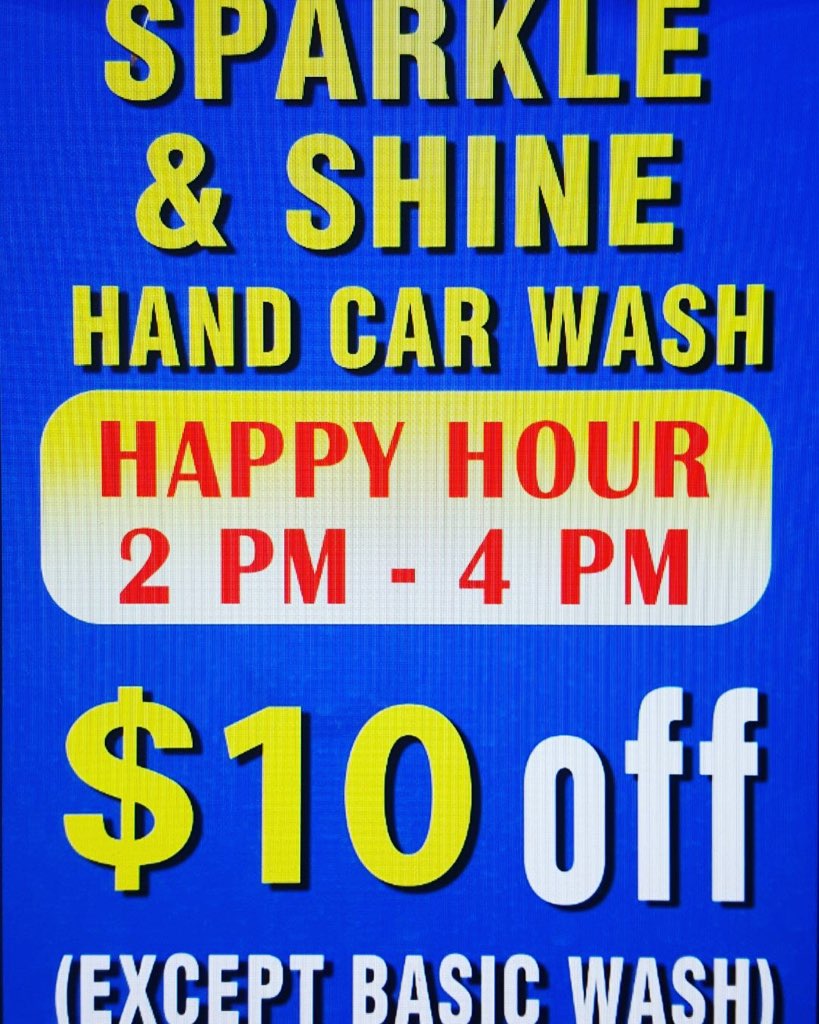 SPARKLE
& SHINE
HAND CAR WASH
HAPPY HOUR
2 PM - 4 PM
$10 off
(EXCEPT BASIC WASH)